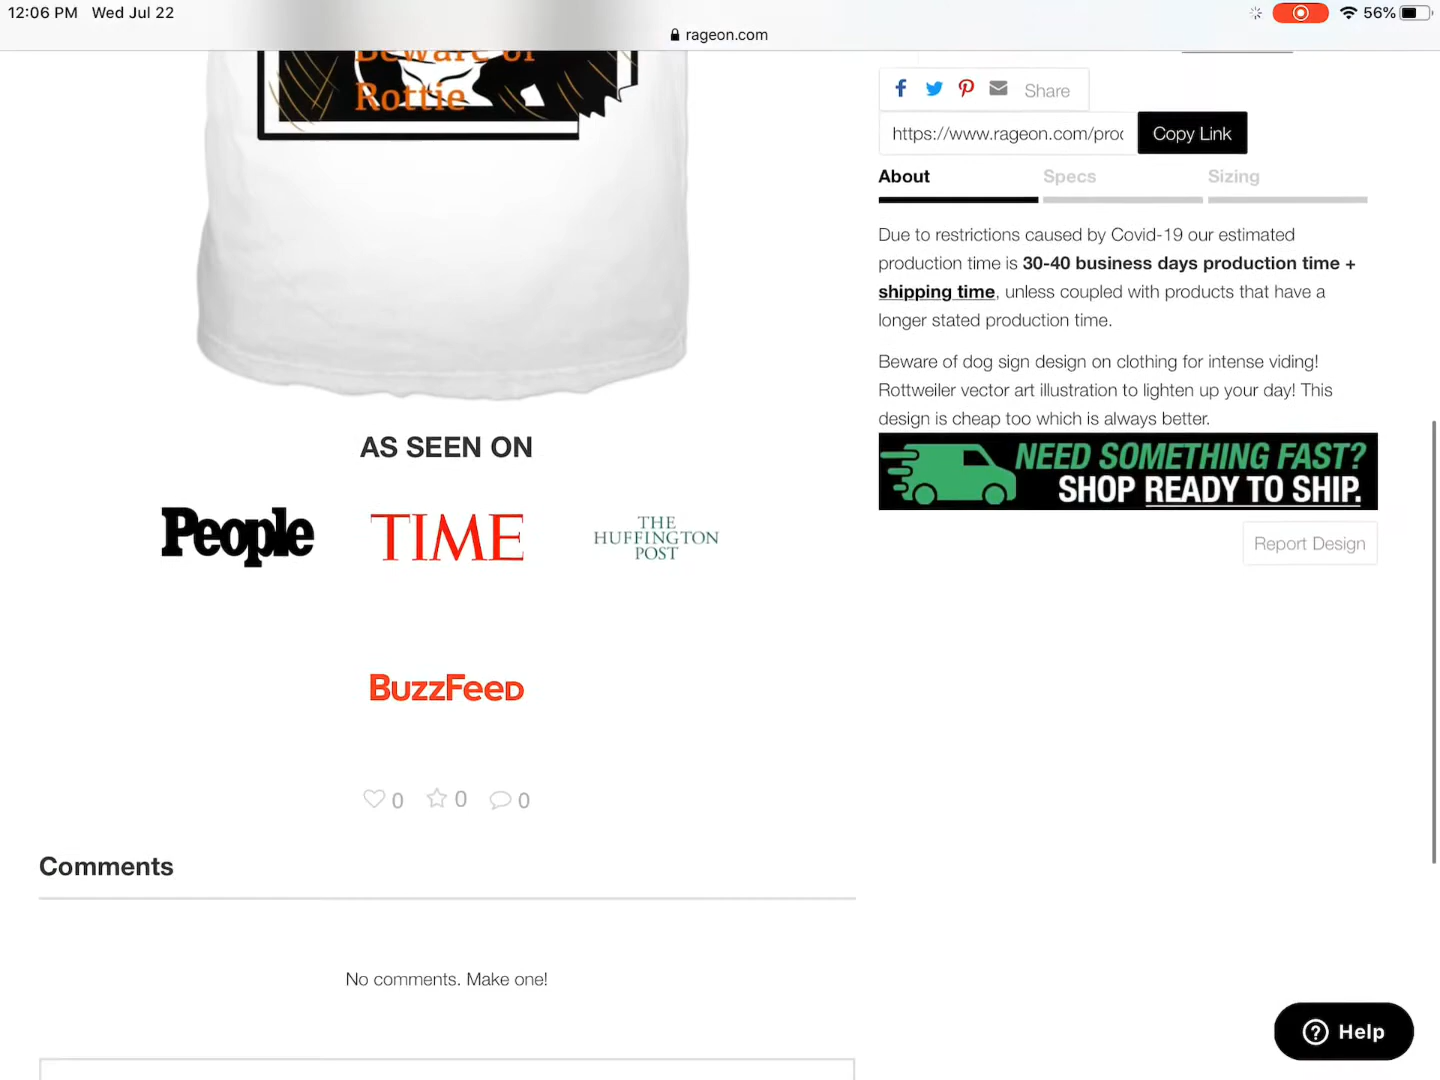 12:06 PM Wed Jul 22
56%
rageon.com
Beware of
Rottie
Share
https://www.rageon.com/proc
Copy Link
About
Specs
Sizing
Due to restrictions caused by Covid-19 our estimated
production time is 30-40 business days production time +
shipping time, unless coupled with products that have a
longer stated production time.
Beware of dog sign design on clothing for intense viding!
Rottweiler vector art illustration to lighten up your day! This
design is cheap too which is always better.
NEED SOMETHING FAST?
SHOP READY TO SHIP.
Report Design
AS SEEN ON
People
TIME
THE
HUFFINGTON
POST
BuzzFeed
0 0 0
Comments
No comments. Make one!
Help